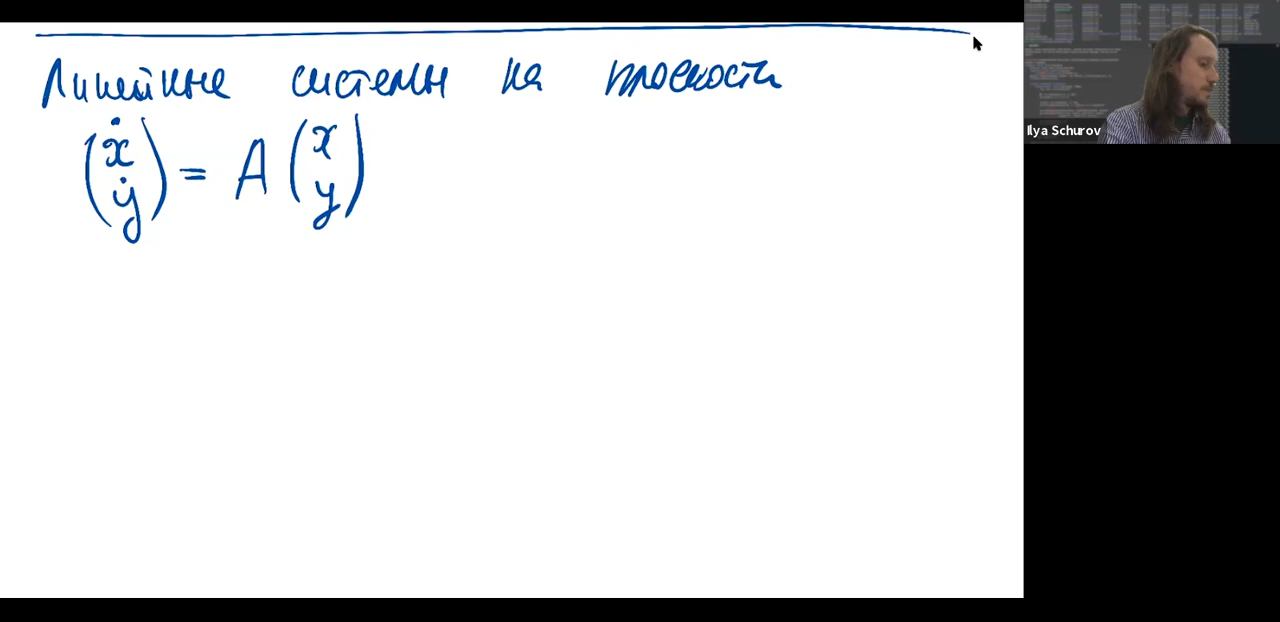 Линейные системы на плоскости
(ẋ ẏ) = A (x y)
Ilya Schurov